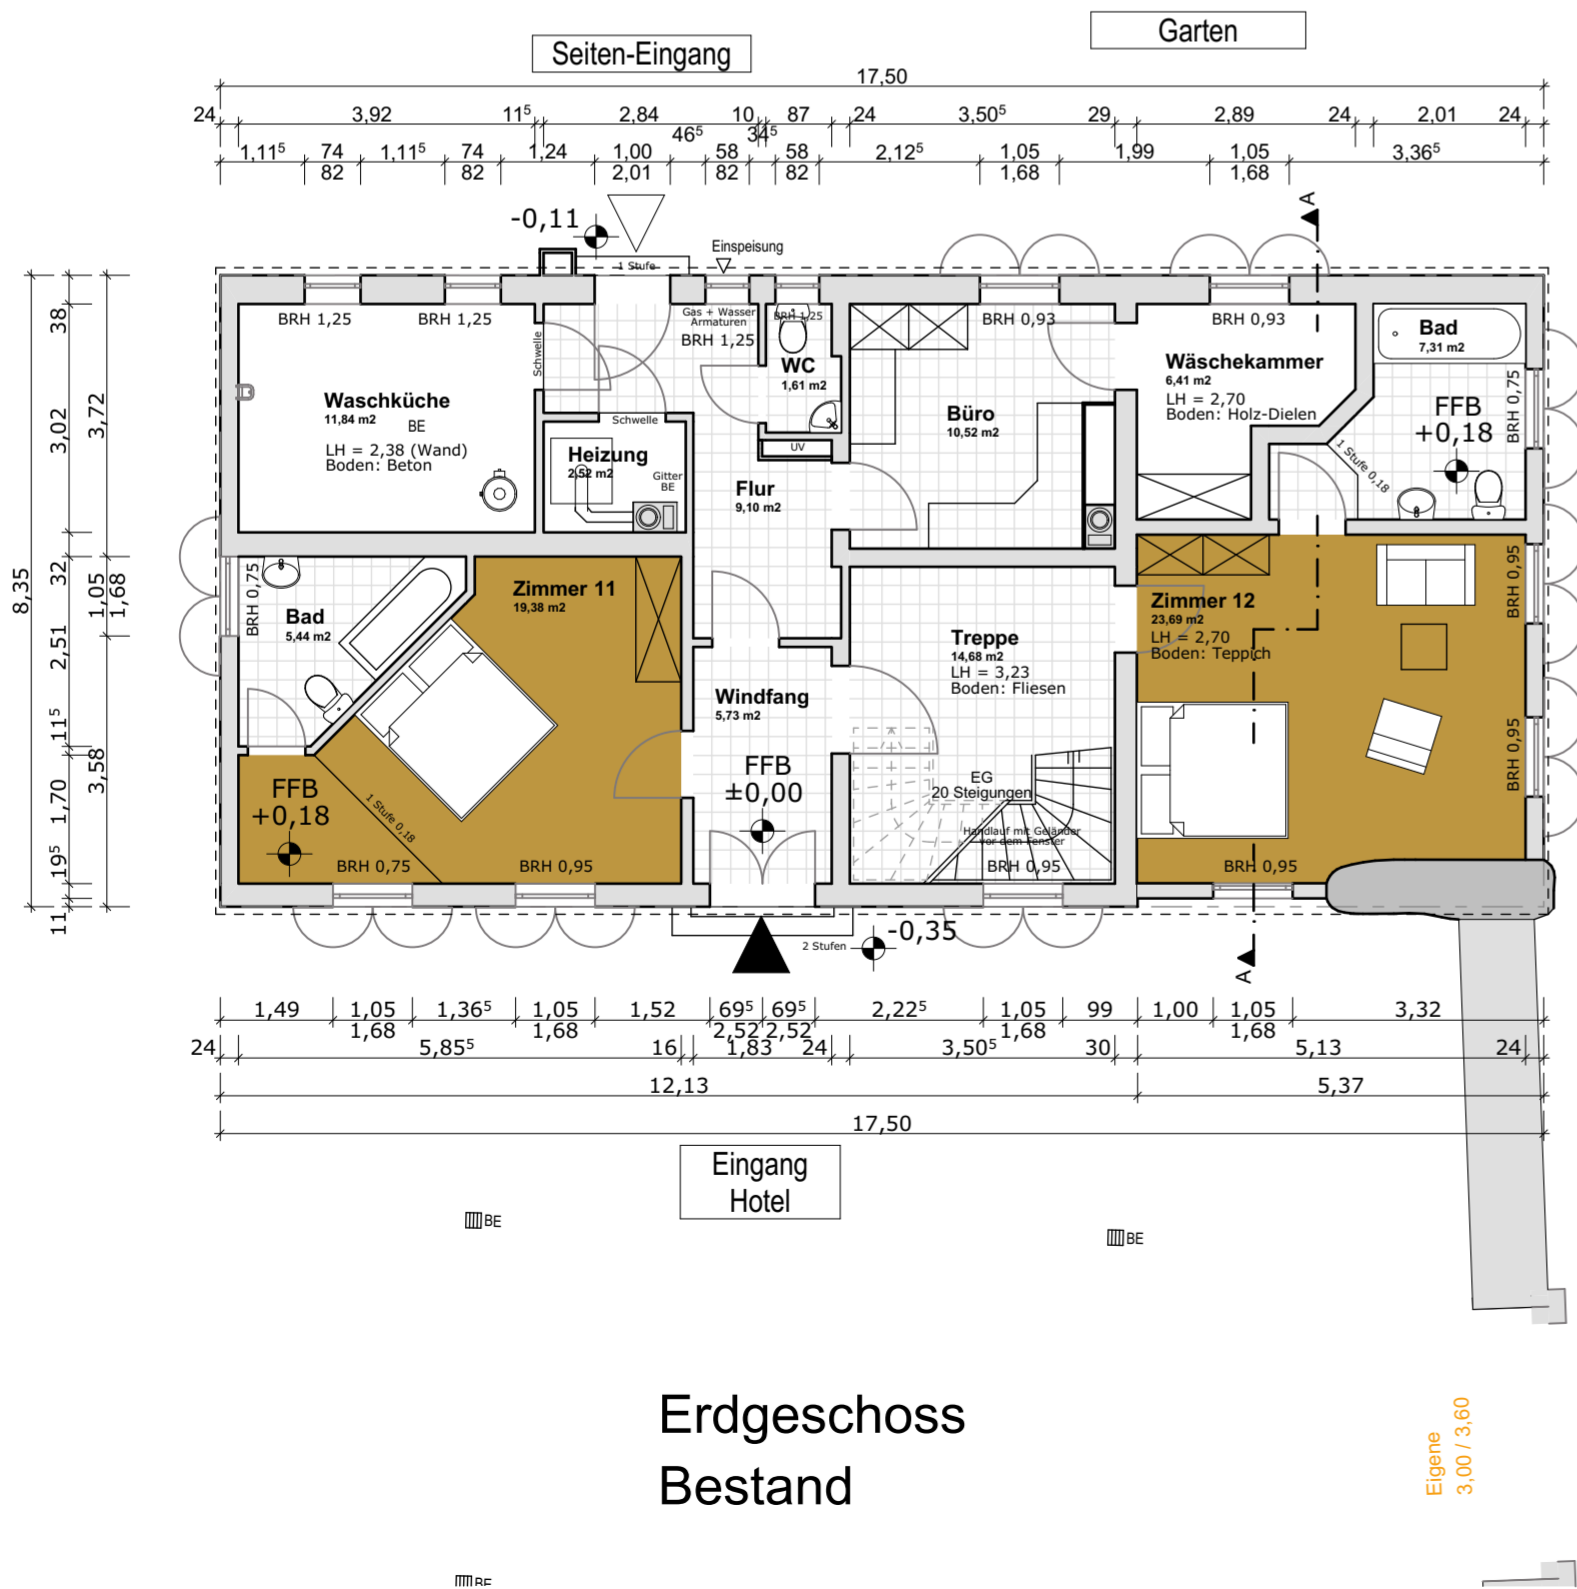 Garten
Seiten-Eingang
17,50
24 3,92 11⁵ 2,84 10 87 24 3,50⁵ 29 2,89 24 2,01 24
46⁵ 34⁵
1,11⁵ 74 1,11⁵ 74 1,24 1,00 58 58 2,12⁵ 1,05 1,99 1,05 3,36⁵
82 82 2,01 82 82 1,68 1,68
A
-0,11
Einspeisung
1 Stufe
38
3,02
3,72
8,35
32
1,05
1,68
2,51
11⁵
1,70
3,58
19⁵
11
BRH 1,25
BRH 1,25
Schwelle
Gas + Wasser
Armaturen
BRH 1,25
BRH 1,25
WC
1,61 m2
BRH 0,93
BRH 0,93
Bad
7,31 m2
Wäschekammer
6,41 m2
LH = 2,70
Boden: Holz-Dielen
BRH 0,75
FFB
+0,18
1 Stufe 0,18
Waschküche
11,84 m2
BE
LH = 2,38 (Wand)
Boden: Beton
Schwelle
Heizung
2,52 m2
Gitter
BE
UV
Büro
10,52 m2
Flur
9,10 m2
BRH 0,75
Bad
5,44 m2
Zimmer 11
19,38 m2
Treppe
14,68 m2
LH = 3,23
Boden: Fliesen
Zimmer 12
23,69 m2
LH = 2,70
Boden: Teppich
BRH 0,95
BRH 0,95
Windfang
5,73 m2
FFB
±0,00
FFB
+0,18
1 Stufe 0,18
EG
20 Steigungen
Handlauf mit Geländer
vor dem Fenster
BRH 0,75
BRH 0,95
BRH 0,95
BRH 0,95
2 Stufen
-0,35
A
1,49 1,05 1,36⁵ 1,05 1,52 69⁵ 69⁵ 2,22⁵ 1,05 99 1,00 1,05 3,32
1,68 1,68 2,52 2,52 1,68 1,68
24 5,85⁵ 16 1,83 24 3,50⁵ 30 5,13 24
12,13 5,37
17,50
Eingang
Hotel
BE
BE
Erdgeschoss
Bestand
Eigene
3,00 / 3,60
BE